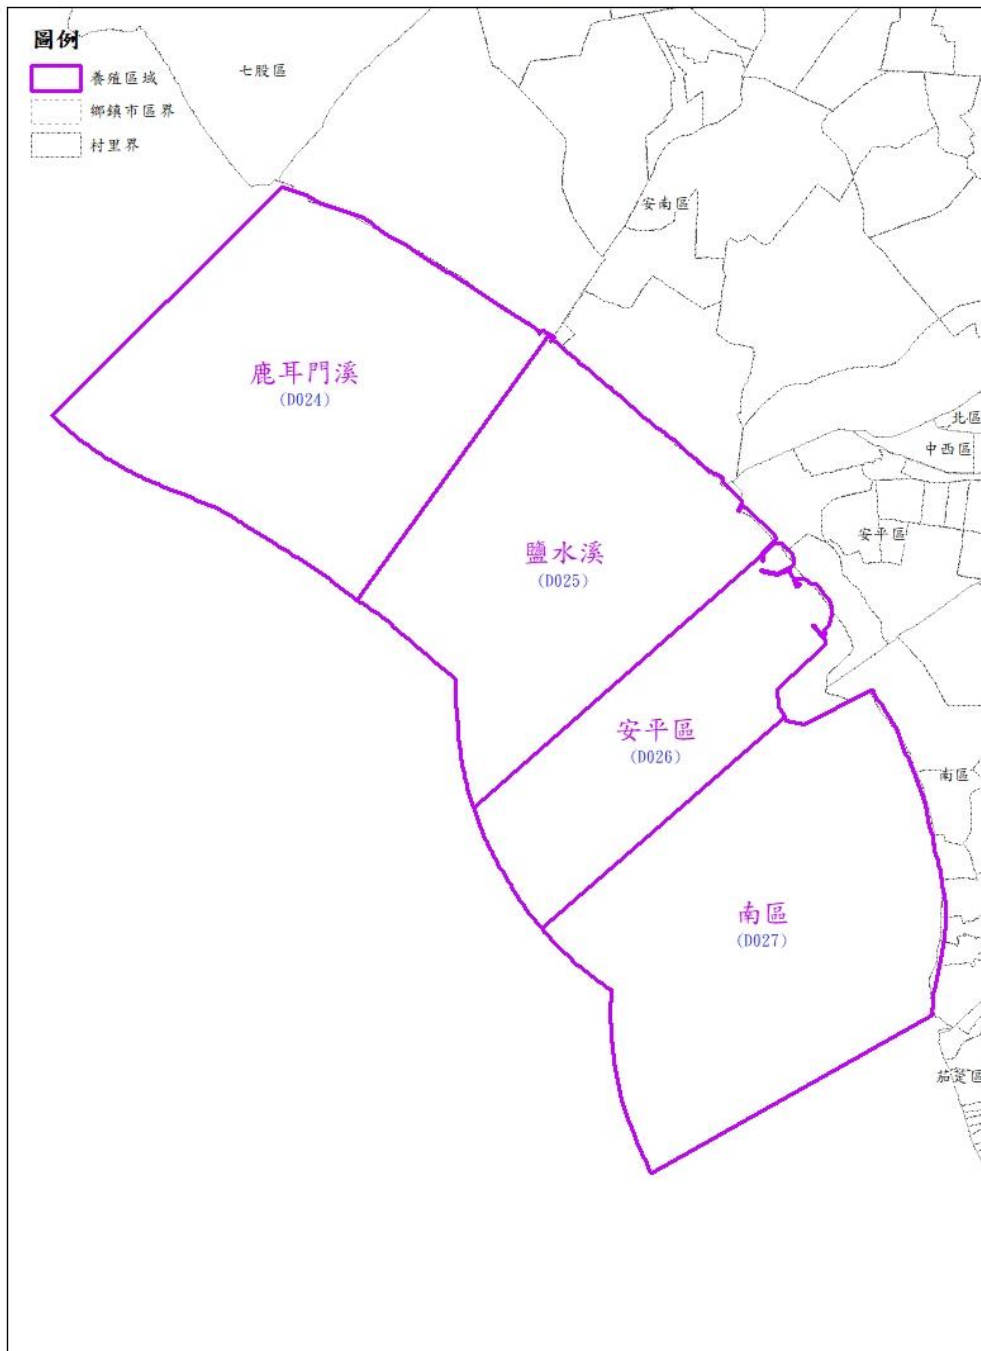 圖例
養殖區域
鄉鎮市區界
村里界
七股區
安南區
鹿耳門溪
(D024)
北區
中西區
安平區
鹽水溪
(D025)
安平區
(D026)
南區
南區
(D027)
茄萣區